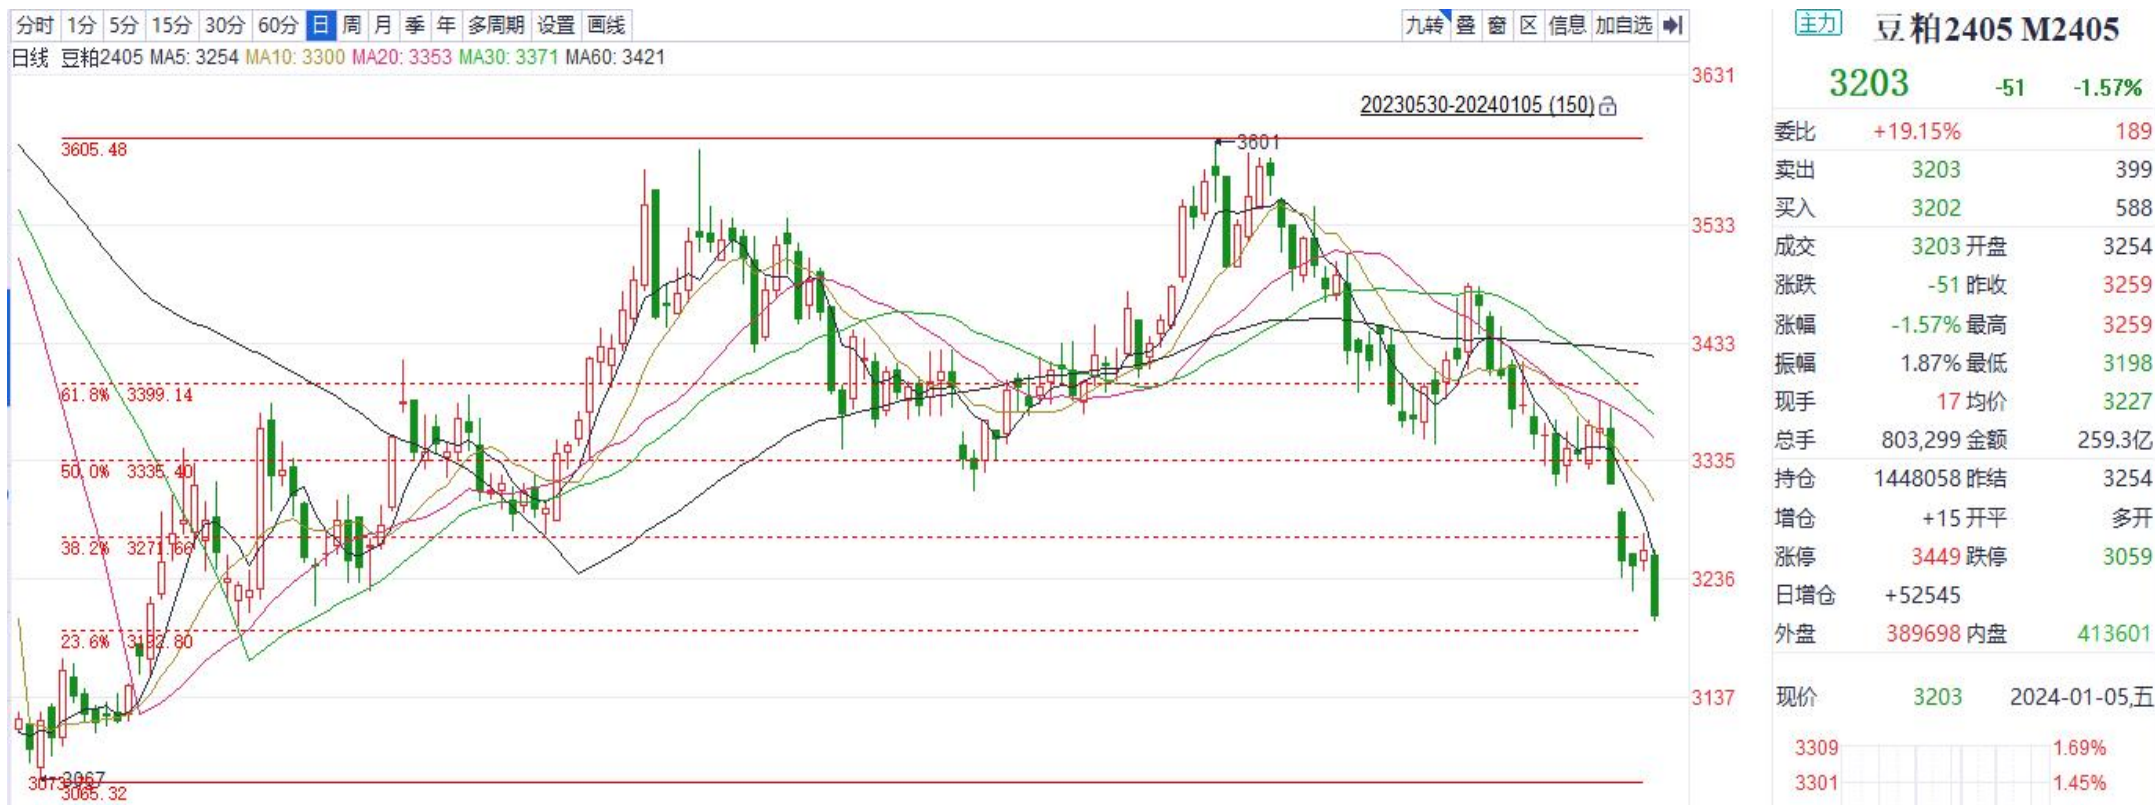 分时 1分 5分 15分 30分 60分 日 周 月 季 年 多周期 设置 画线
九转 叠 窗 区 信息 加自选
日线 豆粕2405 MA5: 3254 MA10: 3300 MA20: 3353 MA30: 3371 MA60: 3421
3631
20230530-20240105 (150)
3601
3605.48
3533
3433
61.8% 3399.14
3335
50.0% 3335.40
38.2% 3271.66
3236
23.6% 3192.80
3137
3067
3065.32
主力 豆粕2405 M2405
3203 -51 -1.57%
委比 +19.15% 189
卖出 3203 399
买入 3202 588
成交 3203 开盘 3254
涨跌 -51 昨收 3259
涨幅 -1.57% 最高 3259
振幅 1.87% 最低 3198
现手 17 均价 3227
总手 803,299 金额 259.3亿
持仓 1448058 昨结 3254
增仓 +15 开平 多开
涨停 3449 跌停 3059
日增仓 +52545
外盘 389698 内盘 413601
现价 3203 2024-01-05,五
3309 1.69%
3301 1.45%